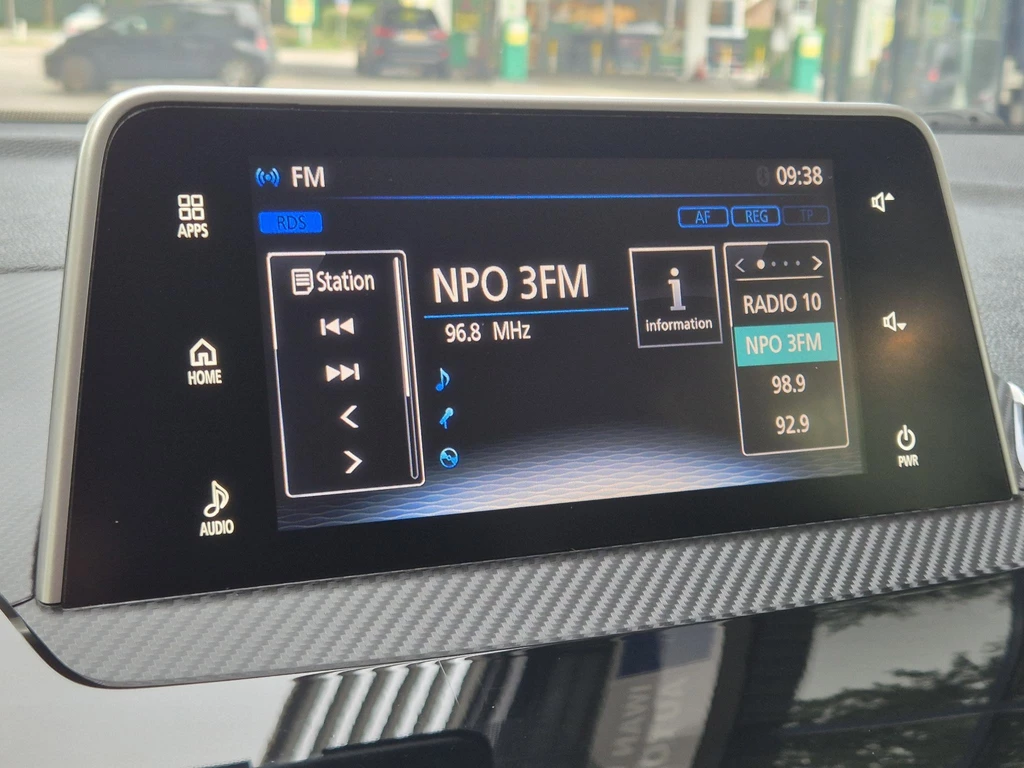 FM
09:38
RDS
AF REG TP
APPS
HOME
AUDIO
Station
NPO 3FM
96.8 MHz
information
RADIO 10
NPO 3FM
98.9
92.9
PWR